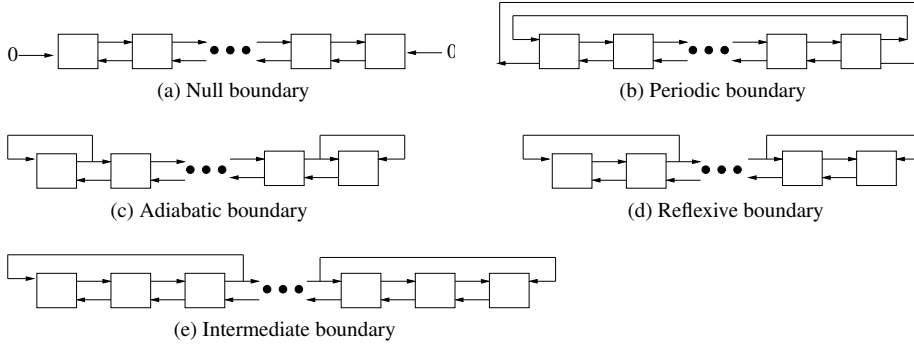 0
0
(a) Null boundary
(b) Periodic boundary
(c) Adiabatic boundary
(d) Reflexive boundary
(e) Intermediate boundary